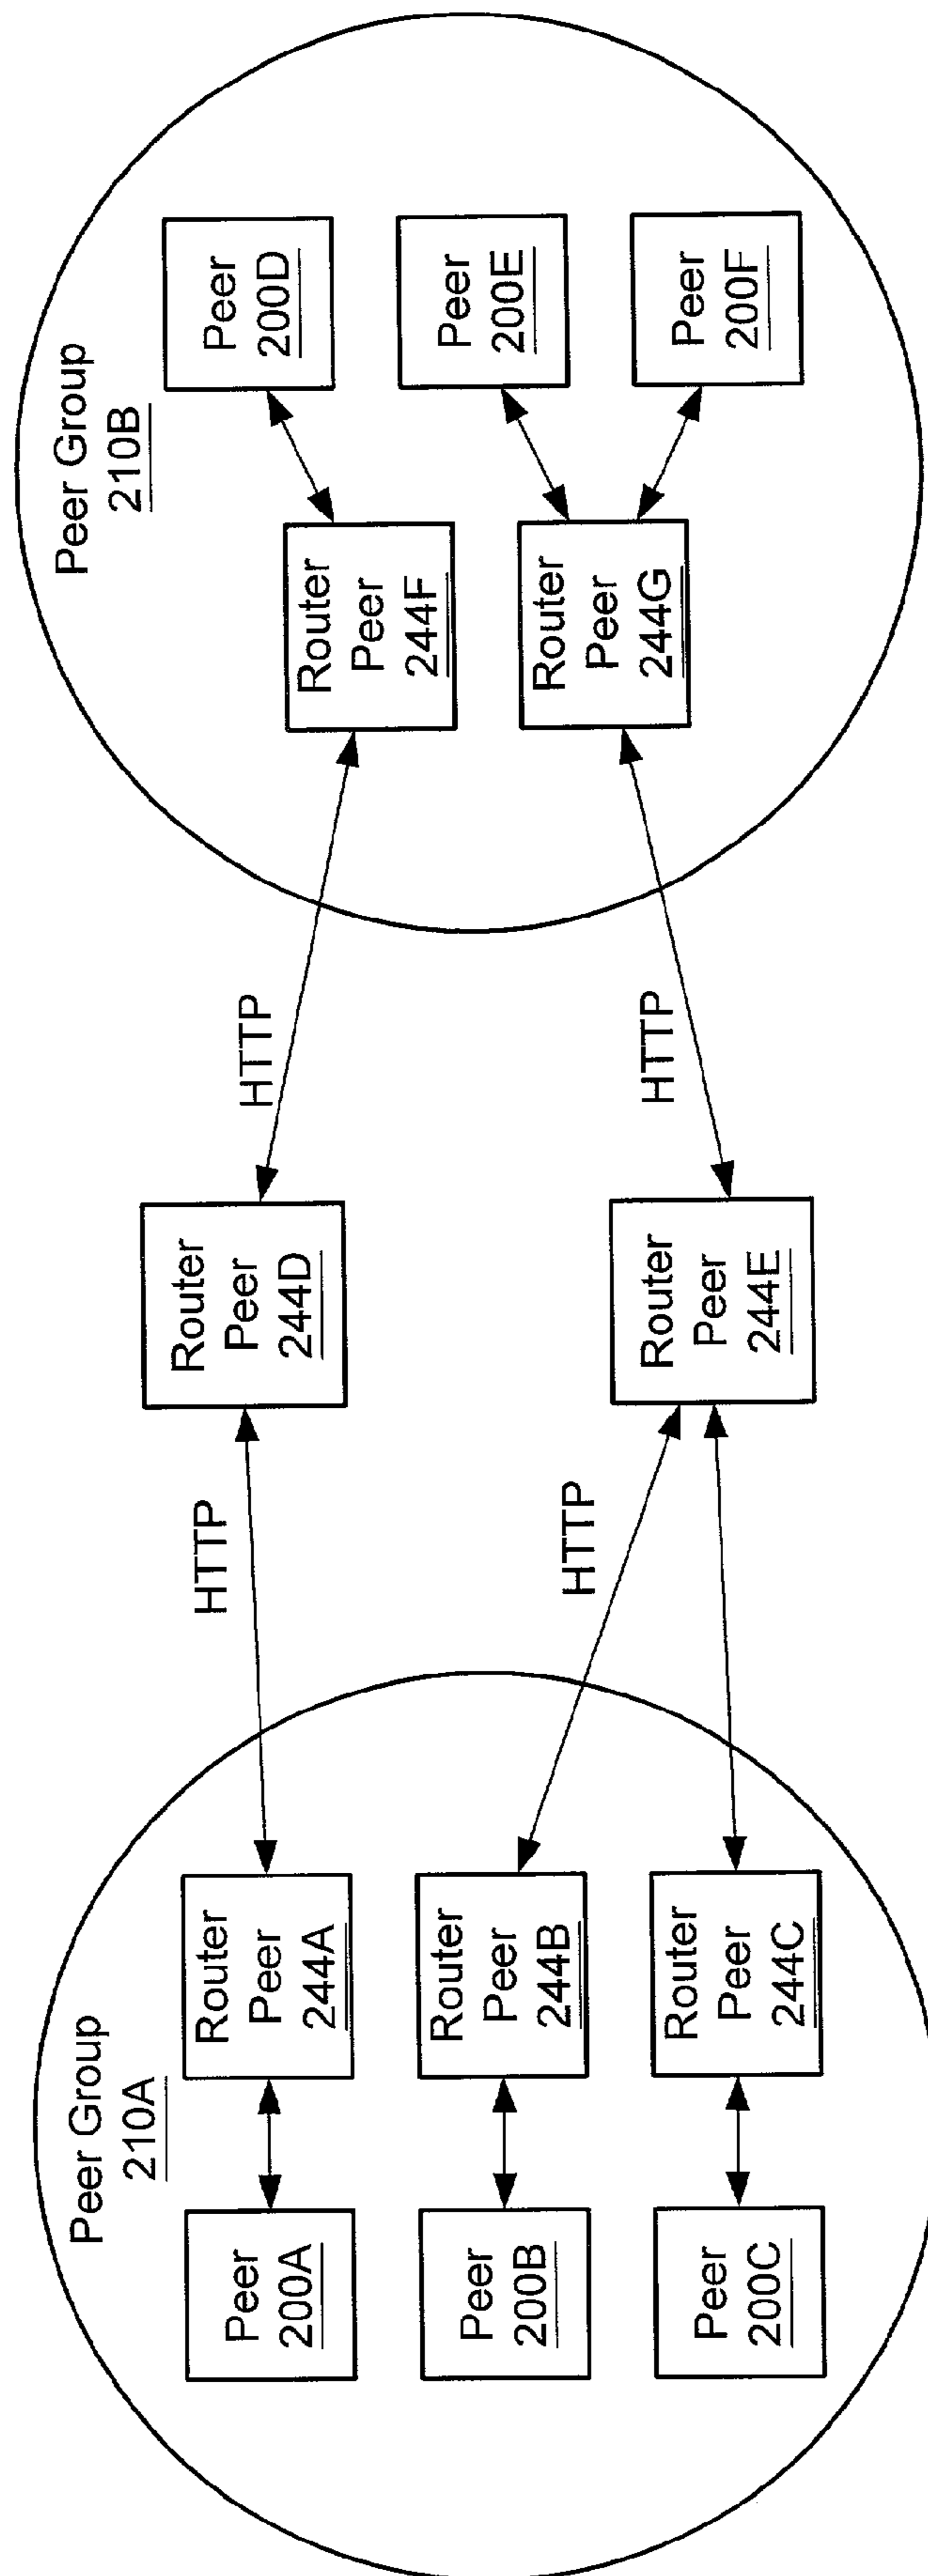 Peer Group
210A
Peer
200A
Router
Peer
244A
Peer
200B
Router
Peer
244B
Peer
200C
Router
Peer
244C
HTTP
HTTP
Router
Peer
244D
Router
Peer
244E
HTTP
HTTP
Peer Group
210B
Router
Peer
244F
Router
Peer
244G
Peer
200D
Peer
200E
Peer
200F